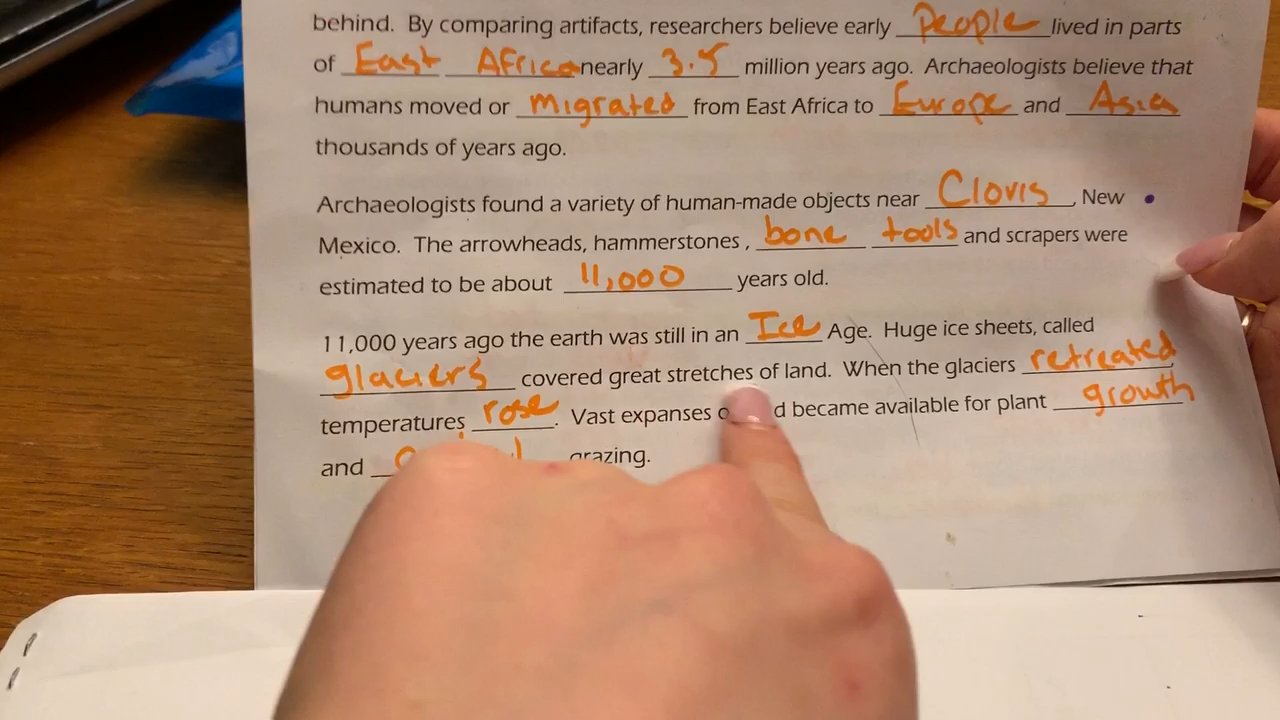 behind. By comparing artifacts, researchers believe early People lived in parts
of East Africa nearly 3.5 million years ago. Archaeologists believe that
humans moved or migrated from East Africa to Europe and Asia
thousands of years ago.
Archaeologists found a variety of human-made objects near Clovis, New
Mexico. The arrowheads, hammerstones, bone tools and scrapers were
estimated to be about 11,000 years old.
11,000 years ago the earth was still in an Ice Age. Huge ice sheets, called
glaciers covered great stretches of land. When the glaciers retreated
temperatures rose. Vast expanses became available for plant growth
and grazing.